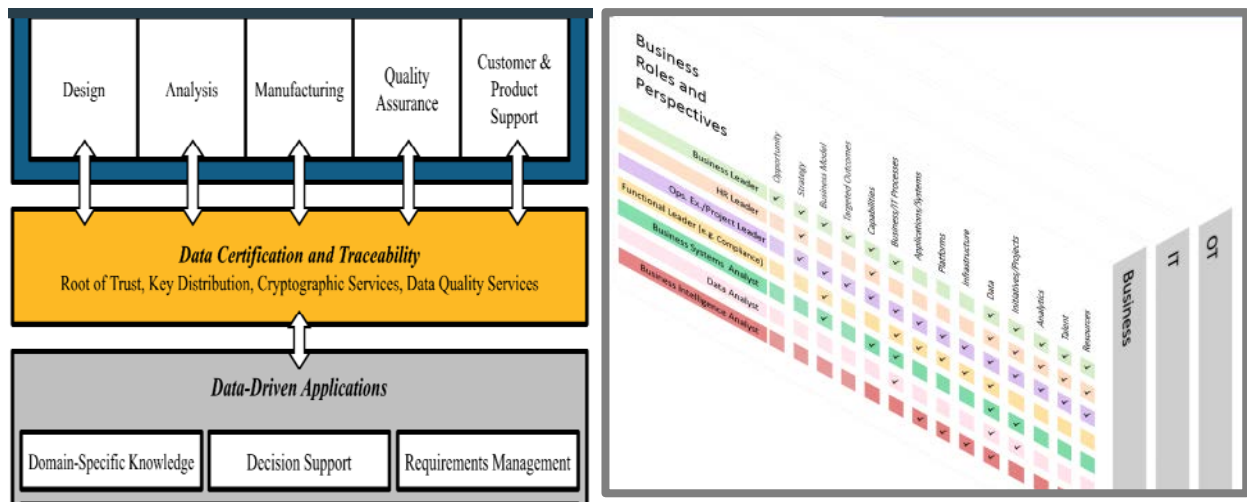 Design
Analysis
Manufacturing
Quality
Assurance
Customer &
Product
Support
Data Certification and Traceability
Root of Trust, Key Distribution, Cryptographic Services, Data Quality Services
Data-Driven Applications
Domain-Specific Knowledge
Decision Support
Requirements Management
Business
Roles and
Perspectives
Opportunity
Strategy
Business Model
Targeted Outcomes
Capabilities
Business/IT Processes
Applications/Systems
Platforms
Infrastructure
Data
Initiatives/Projects
Analytics
Talent
Resources
Business Leader
HR Leader
Ops. Ex./Project Leader
Functional Leader (e.g. Compliance)
Business Systems Analyst
Data Analyst
Business Intelligence Analyst
Business
IT
OT